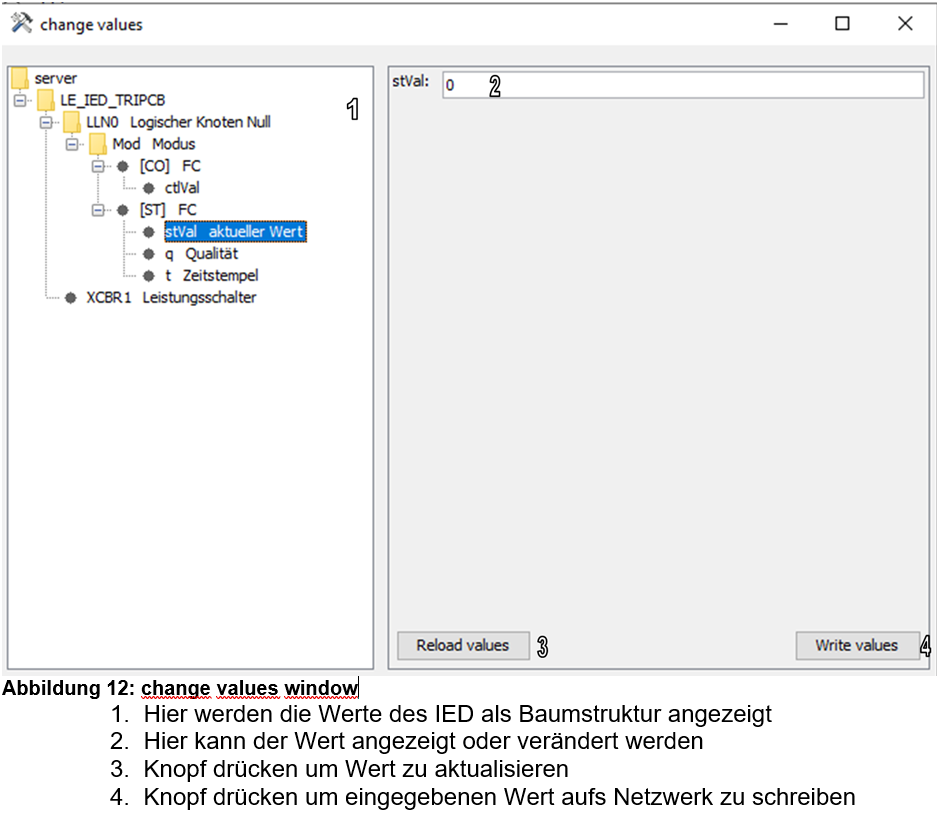 change values
server
LE_IED_TRIPCB
1
LLN0 Logischer Knoten Null
Mod Modus
[CO] FC
ctlVal
[ST] FC
stVal aktueller Wert
q Qualität
t Zeitstempel
XCBR1 Leistungsschalter
stVal: 0 2
Reload values 3
Write values 4
Abbildung 12: change values window
1. Hier werden die Werte des IED als Baumstruktur angezeigt
2. Hier kann der Wert angezeigt oder verändert werden
3. Knopf drücken um Wert zu aktualisieren
4. Knopf drücken um eingegebenen Wert aufs Netzwerk zu schreiben